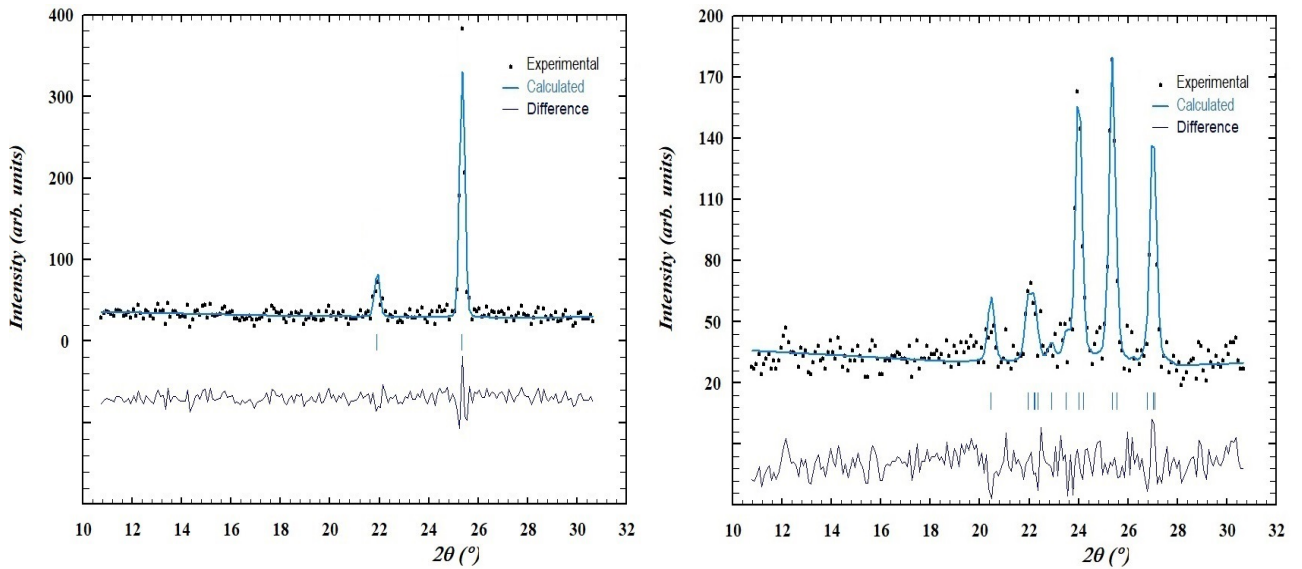 400
300
200
100
0
Intensity (arb. units)
Experimental
Calculated
Difference
10 12 14 16 18 20 22 24 26 28 30 32
2θ (°)
200
170
140
110
80
50
20
Intensity (arb. units)
Experimental
Calculated
Difference
10 12 14 16 18 20 22 24 26 28 30 32
2θ (°)